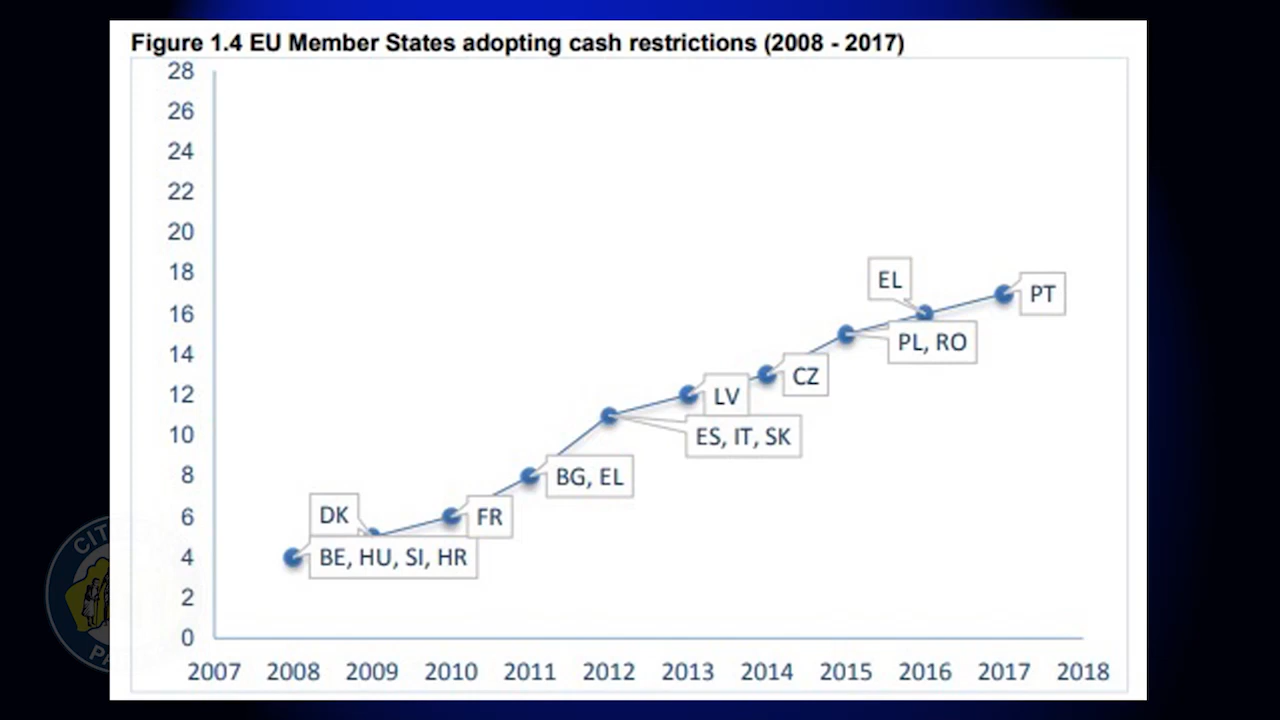 Figure 1.4 EU Member States adopting cash restrictions (2008 - 2017)
28
26
24
22
20
18
16
14
12
10
8
6
4
2
0
EL
PT
PL, RO
CZ
LV
ES, IT, SK
BG, EL
DK
FR
BE, HU, SI, HR
2007 2008 2009 2010 2011 2012 2013 2014 2015 2016 2017 2018